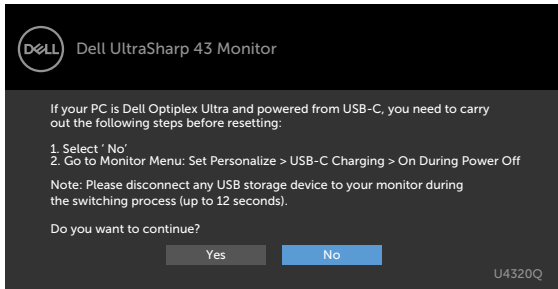 DELL
Dell UltraSharp 43 Monitor
If your PC is Dell Optiplex Ultra and powered from USB-C, you need to carry
out the following steps before resetting:
1. Select ‘ No’
2. Go to Monitor Menu: Set Personalize > USB-C Charging > On During Power Off
Note: Please disconnect any USB storage device to your monitor during
the switching process (up to 12 seconds).
Do you want to continue?
Yes No
U4320Q